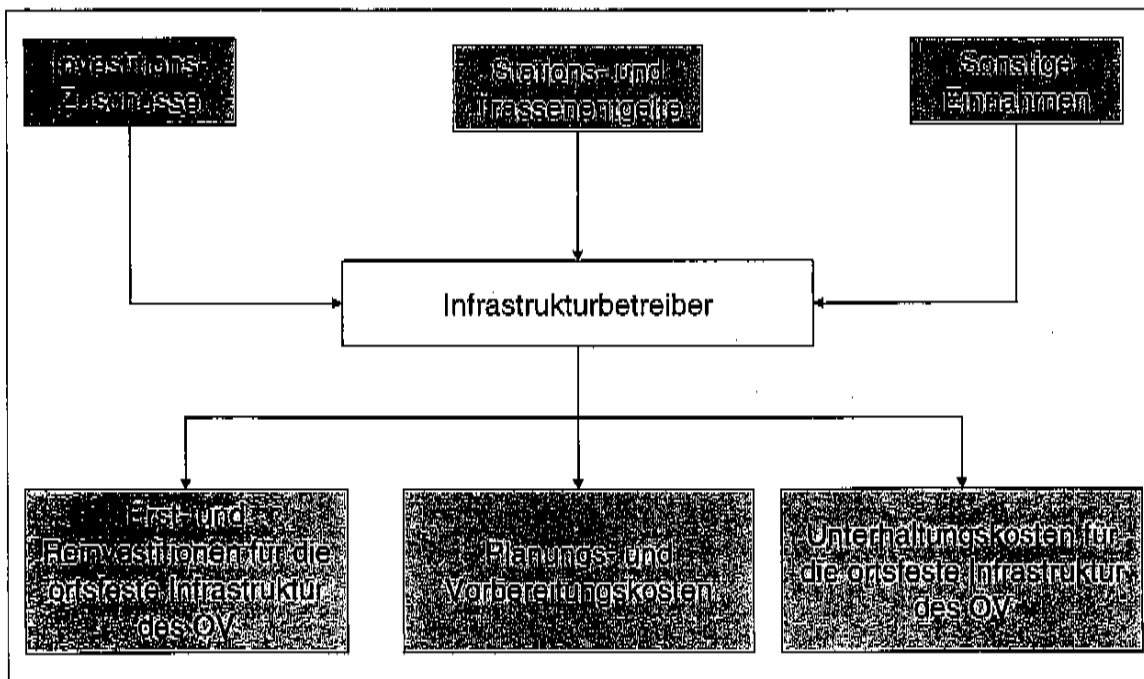 Investitions-
Zuschüsse
Stations- und
Trassenentgelte
Sonstige
Einnahmen
Infrastrukturbetreiber
Erst- und
Reinvestitionen für die
ortsfeste Infrastruktur
des ÖV
Planungs- und
Vorbereitungskosten
Unterhaltungskosten für
die ortsfeste Infrastruktur
des ÖV